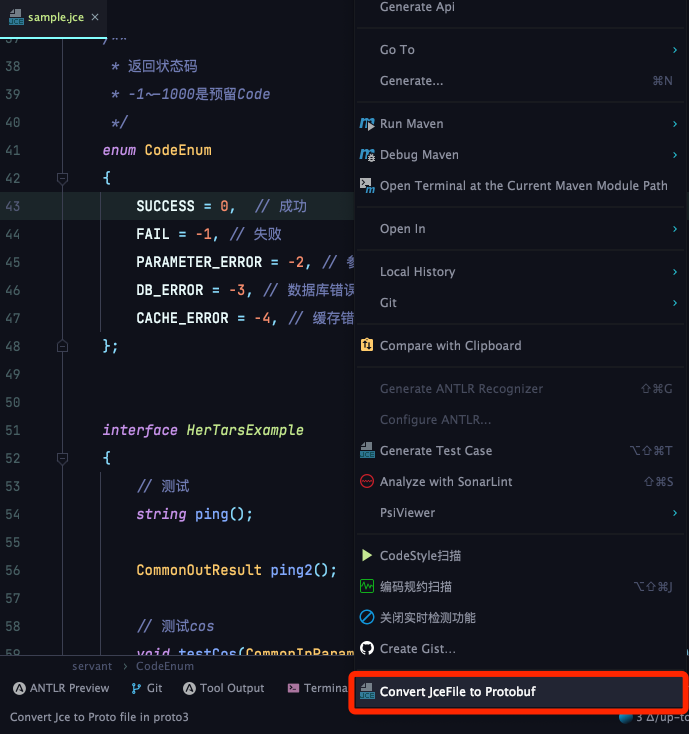 sample.jce
37 /**
38 * 返回状态码
39 * -1~-1000是预留Code
40 */
41 enum CodeEnum
42 {
43 SUCCESS = 0, // 成功
44 FAIL = -1, // 失败
45 PARAMETER_ERROR = -2, //
46 DB_ERROR = -3, // 数据库错误
47 CACHE_ERROR = -4, // 缓存错
48 };
49
50
51 interface HerTarsExample
52 {
53 // 测试
54 string ping();
55
56 CommonOutResult ping2();
57
58 // 测试cos
59 void testCos(CommonInParam
servant > CodeEnum
ANTLR Preview Git Tool Output Termina
Convert Jce to Proto file in proto3
Generate Api
Go To
Generate... ⌘N
Run Maven
Debug Maven
Open Terminal at the Current Maven Module Path
Open In
Local History
Git
Compare with Clipboard
Generate ANTLR Recognizer ⇧⌘G
Configure ANTLR...
JCE Generate Test Case ⌥⇧⌘T
Analyze with SonarLint ⇧⌘S
PsiViewer
CodeStyle扫描
编码规约扫描 ⌥⇧⌘J
关闭实时检测功能
Create Gist...
JCE Convert JceFile to Protobuf
3 Δ/up-to